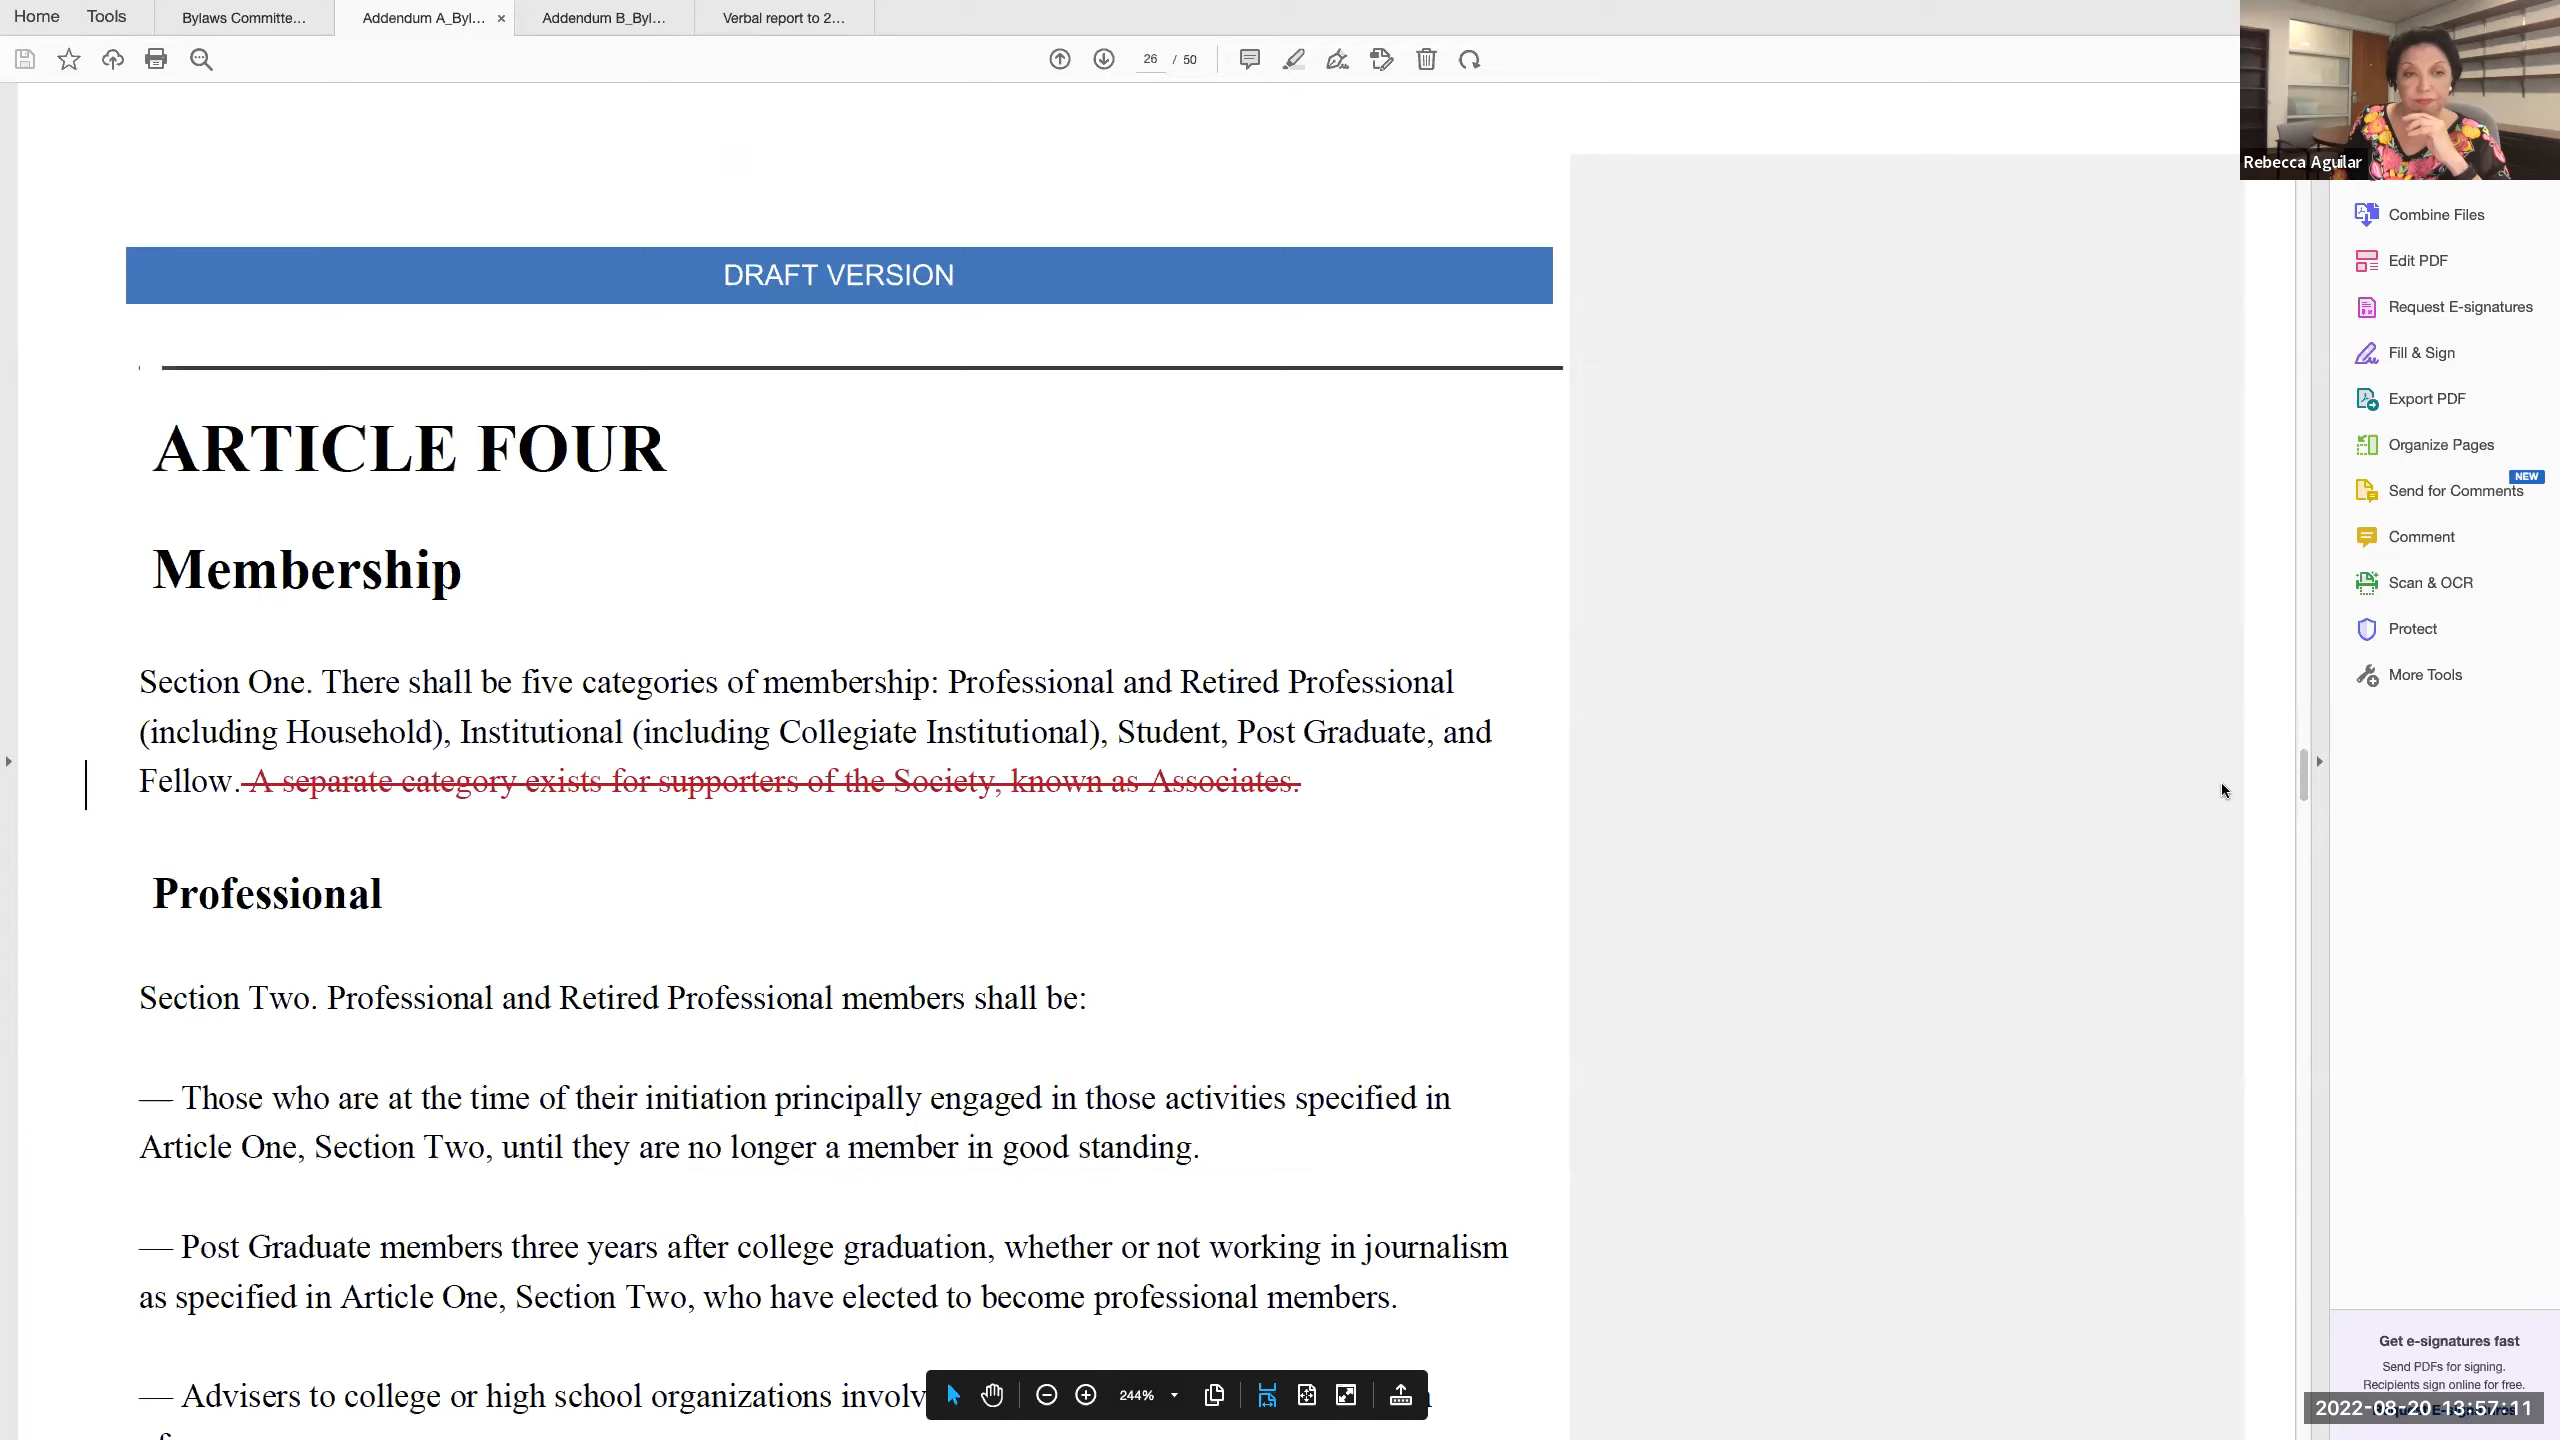 Home
Tools
Bylaws Committe...
Addendum A_Byl...
Addendum B_Byl...
Verbal report to 2...
26 / 50
Rebecca Aguilar
DRAFT VERSION
ARTICLE FOUR
Membership
Section One. There shall be five categories of membership: Professional and Retired Professional
(including Household), Institutional (including Collegiate Institutional), Student, Post Graduate, and
Fellow. A separate category exists for supporters of the Society, known as Associates.
Professional
Section Two. Professional and Retired Professional members shall be:
— Those who are at the time of their initiation principally engaged in those activities specified in
Article One, Section Two, until they are no longer a member in good standing.
— Post Graduate members three years after college graduation, whether or not working in journalism
as specified in Article One, Section Two, who have elected to become professional members.
— Advisers to college or high school organizations
244%
Combine Files
Edit PDF
Request E-signatures
Fill & Sign
Export PDF
Organize Pages
NEW
Send for Comments
Comment
Scan & OCR
Protect
More Tools
Get e-signatures fast
Send PDFs for signing.
Recipients sign online for free.
2022-08-20 13:57:11